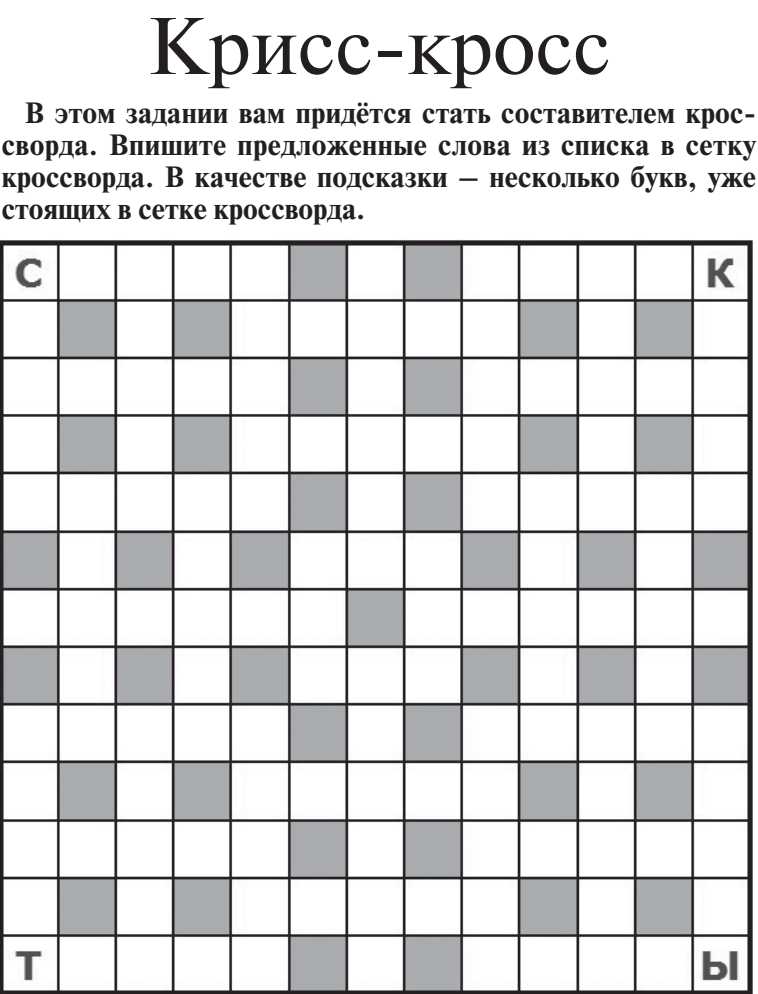 Крисс-кросс
В этом задании вам придётся стать составителем крос-
сворда. Впишите предложенные слова из списка в сетку
кроссворда. В качестве подсказки – несколько букв, уже
стоящих в сетке кроссворда.
С К
Т Ы